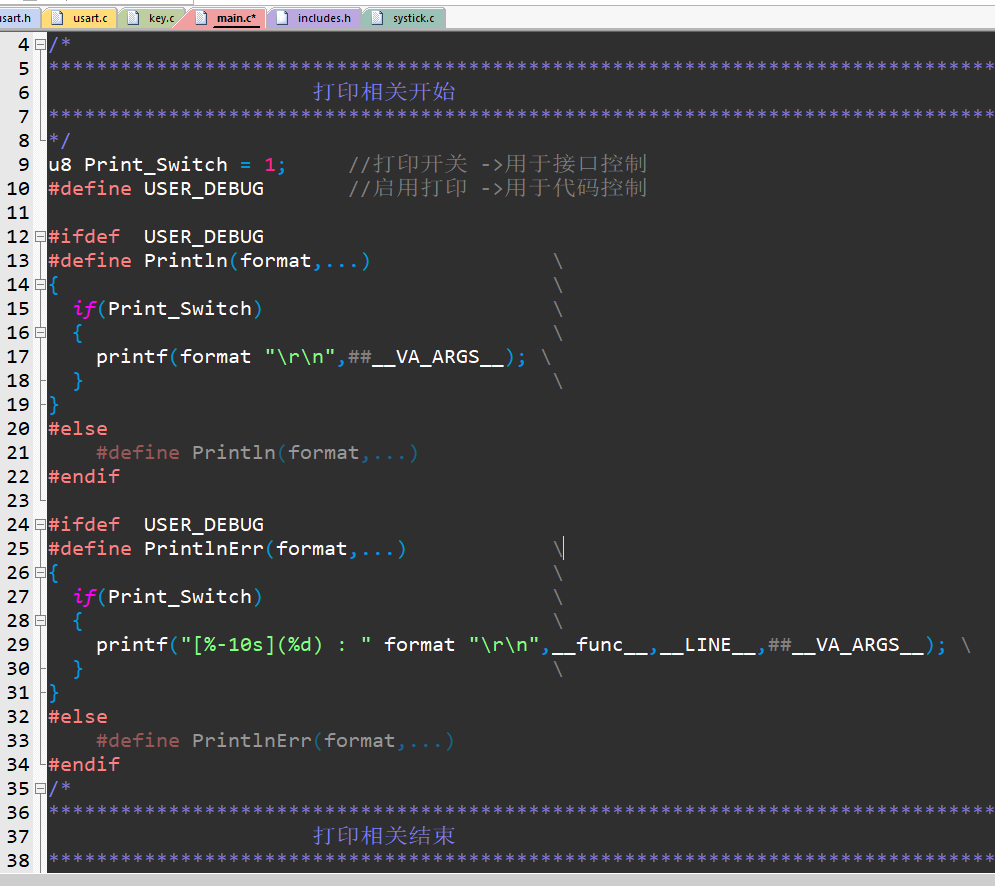 usart.h usart.c key.c main.c* includes.h systick.c
4 /*
5 *******************************************************************************
6 打印相关开始
7 *******************************************************************************
8 */
9 u8 Print_Switch = 1; //打印开关 ->用于接口控制
10 #define USER_DEBUG //启用打印 ->用于代码控制
11
12 #ifdef USER_DEBUG
13 #define Println(format,...) \
14 { \
15 if(Print_Switch) \
16 { \
17 printf(format "\r\n",##__VA_ARGS__); \
18 } \
19 }
20 #else
21 #define Println(format,...)
22 #endif
23
24 #ifdef USER_DEBUG
25 #define PrintlnErr(format,...) \
26 { \
27 if(Print_Switch) \
28 { \
29 printf("[%-10s](%d) : " format "\r\n",__func__,__LINE__,##__VA_ARGS__); \
30 } \
31 }
32 #else
33 #define PrintlnErr(format,...)
34 #endif
35 /*
36 *******************************************************************************
37 打印相关结束
38 *******************************************************************************